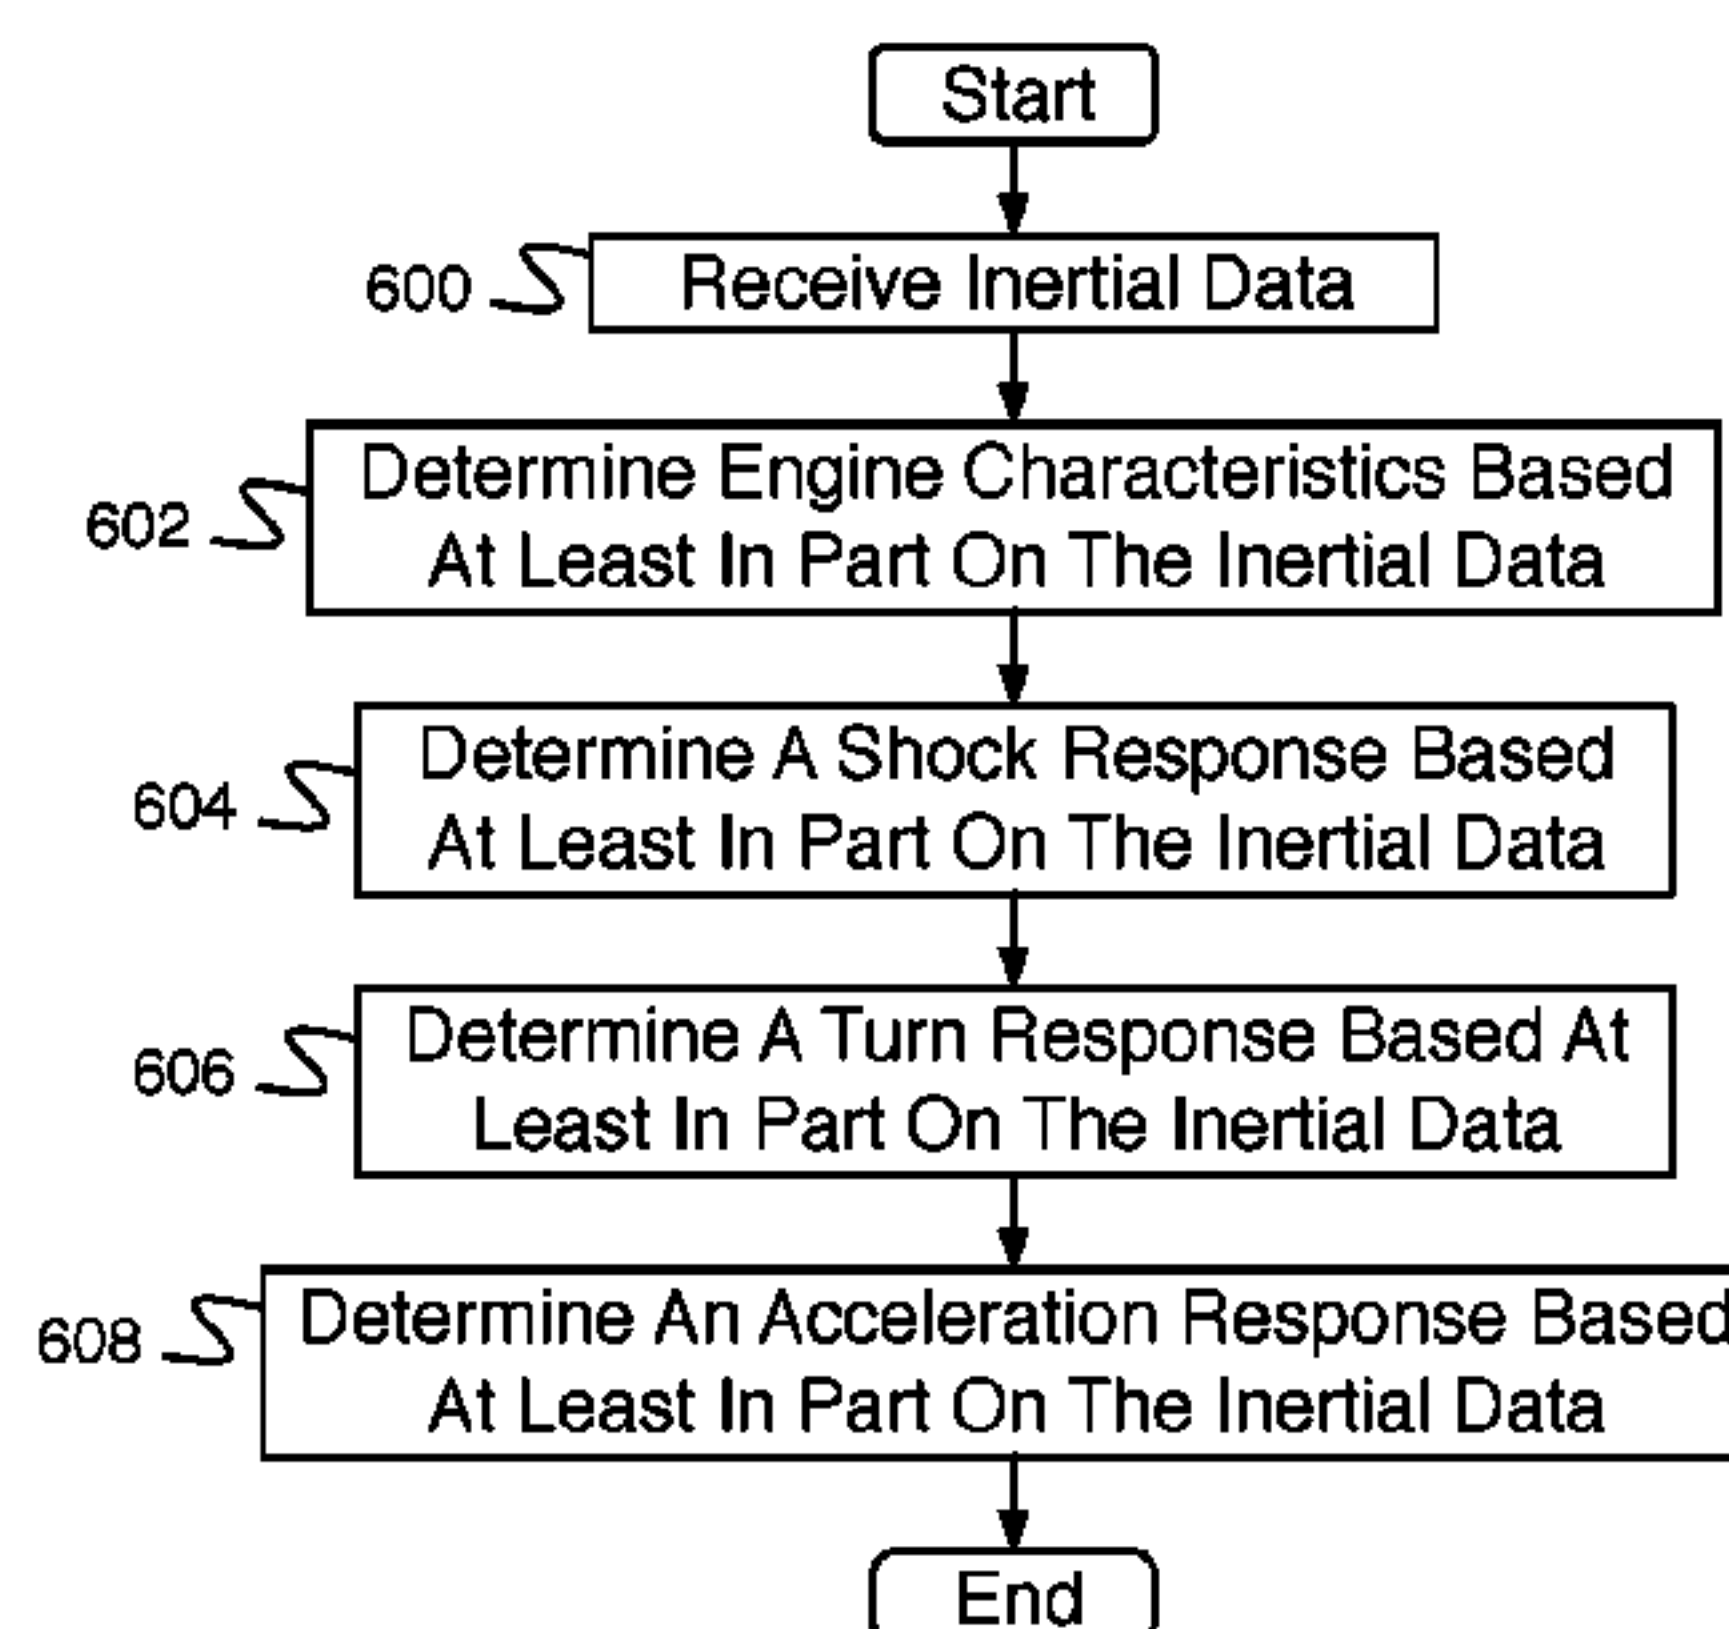 Start
600
Receive Inertial Data
602
Determine Engine Characteristics Based
At Least In Part On The Inertial Data
604
Determine A Shock Response Based
At Least In Part On The Inertial Data
606
Determine A Turn Response Based At
Least In Part On The Inertial Data
608
Determine An Acceleration Response Based
At Least In Part On The Inertial Data
End